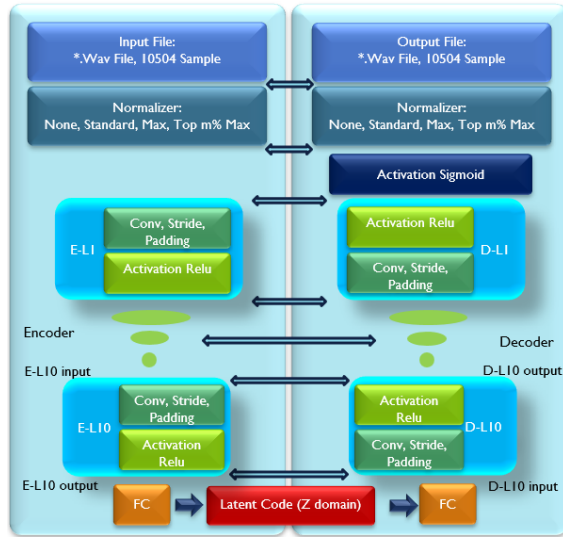 Input File:
*.Wav File, 10504 Sample
Output File:
*.Wav File, 10504 Sample
Normalizer:
None, Standard, Max, Top m% Max
Normalizer:
None, Standard, Max, Top m% Max
Activation Sigmoid
E-L1
Conv, Stride,
Padding
Activation Relu
Activation Relu
Conv, Stride,
Padding
D-L1
Encoder
Decoder
E-L10 input
D-L10 output
E-L10
Conv, Stride,
Padding
Activation
Relu
Activation
Relu
Conv, Stride,
Padding
D-L10
E-L10 output
D-L10 input
FC
Latent Code (Z domain)
FC